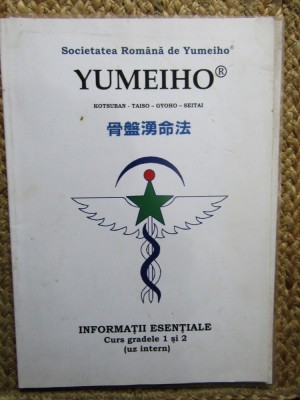 Societatea Română de Yumeiho®
YUMEIHO®
KOTSUBAN - TAISO – GYOHO – SEITAI
骨盤湧命法
INFORMAȚII ESENȚIALE
Curs gradele 1 și 2
(uz intern)